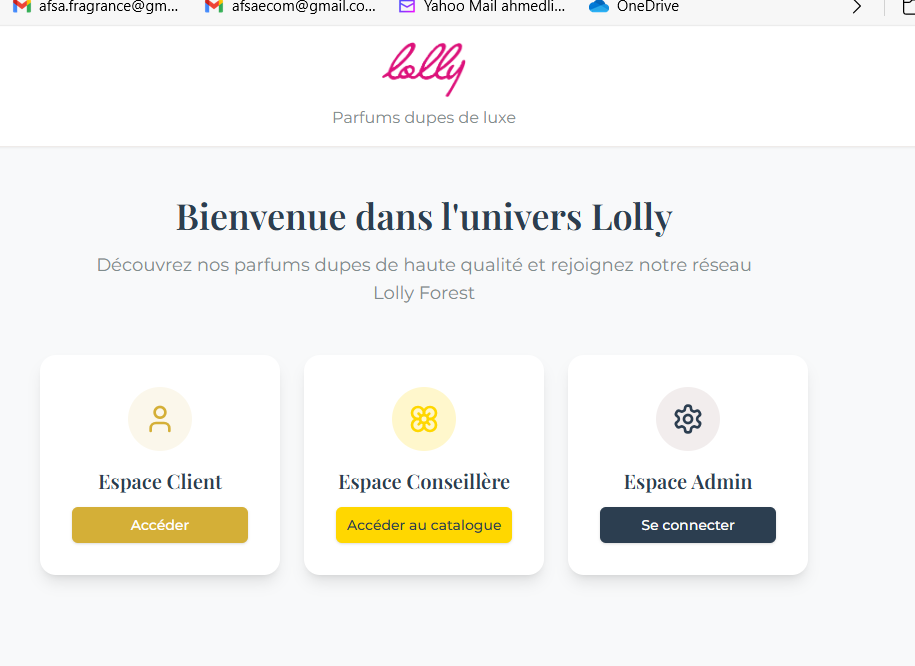 afsa.fragrance@gm... afsaecom@gmail.co... Yahoo Mail ahmedli... OneDrive
lolly
Parfums dupes de luxe
Bienvenue dans l'univers Lolly
Découvrez nos parfums dupes de haute qualité et rejoignez notre réseau
Lolly Forest
Espace Client Espace Conseillère Espace Admin
Accéder Accéder au catalogue Se connecter